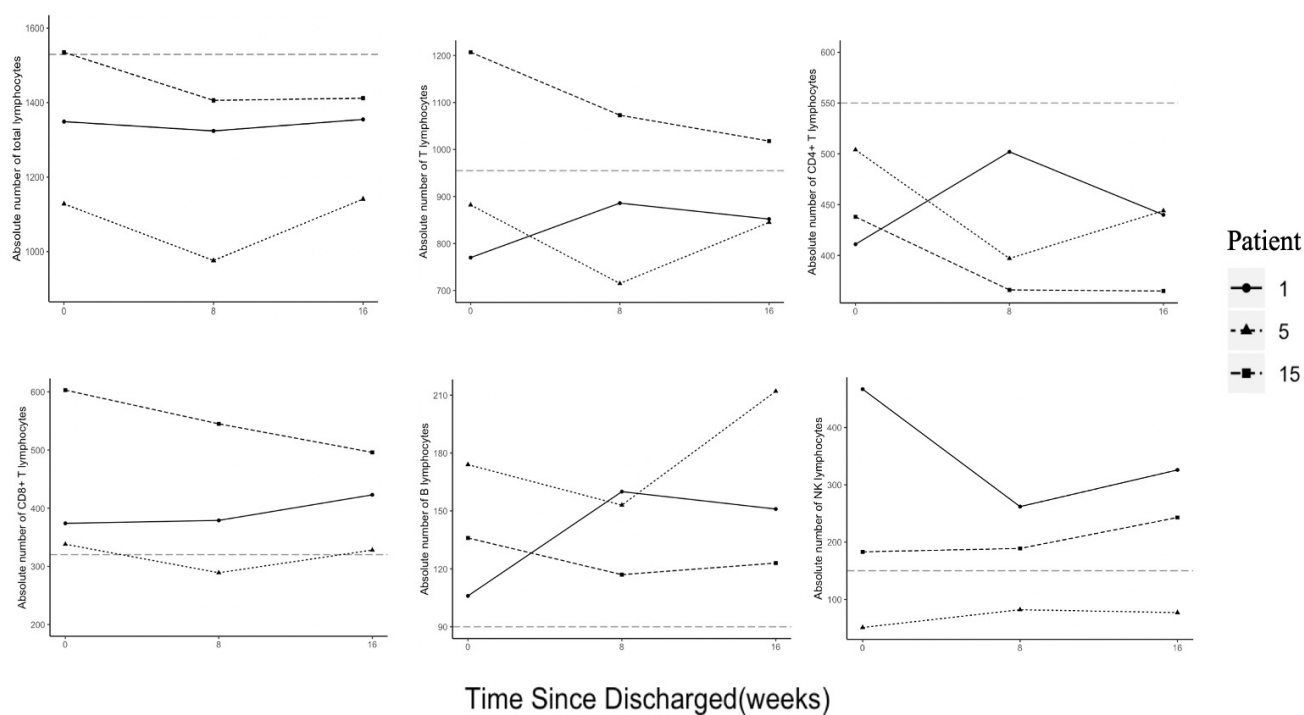 Absolute number of total lymphocytes
1600
1400
1200
1000
0 8 16
Absolute number of T lymphocytes
1200
1100
1000
900
800
700
0 8 16
Absolute number of CD4+ T lymphocytes
600
550
500
450
400
0 8 16
Patient
1
5
15
Absolute number of CD8+ T lymphocytes
600
500
400
300
200
0 8 16
Absolute number of B lymphocytes
210
180
150
120
90
0 8 16
Absolute number of NK lymphocytes
400
300
200
100
0 8 16
Time Since Discharged(weeks)